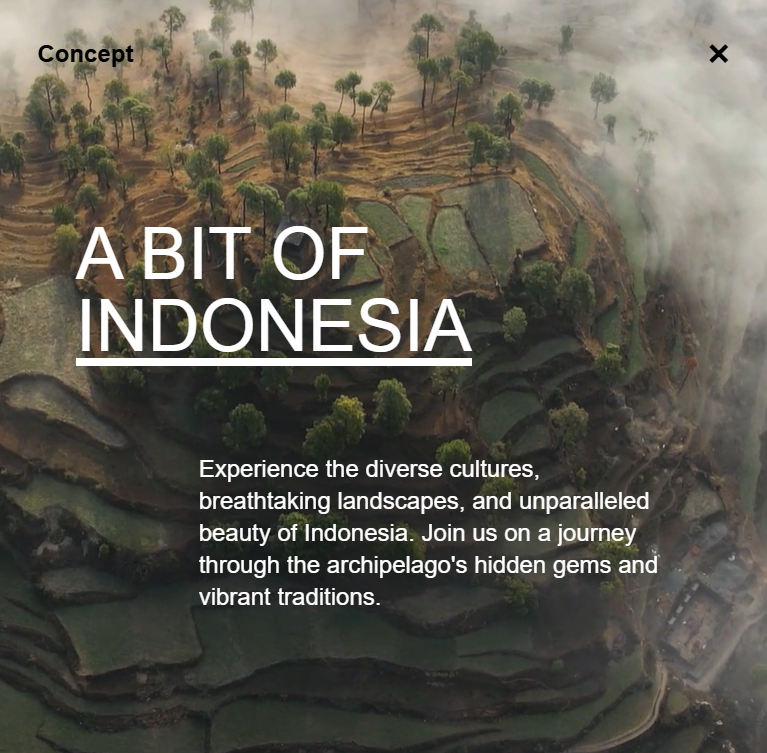 Concept
✕
A BIT OF
INDONESIA
Experience the diverse cultures,
breathtaking landscapes, and unparalleled
beauty of Indonesia. Join us on a journey
through the archipelago's hidden gems and
vibrant traditions.